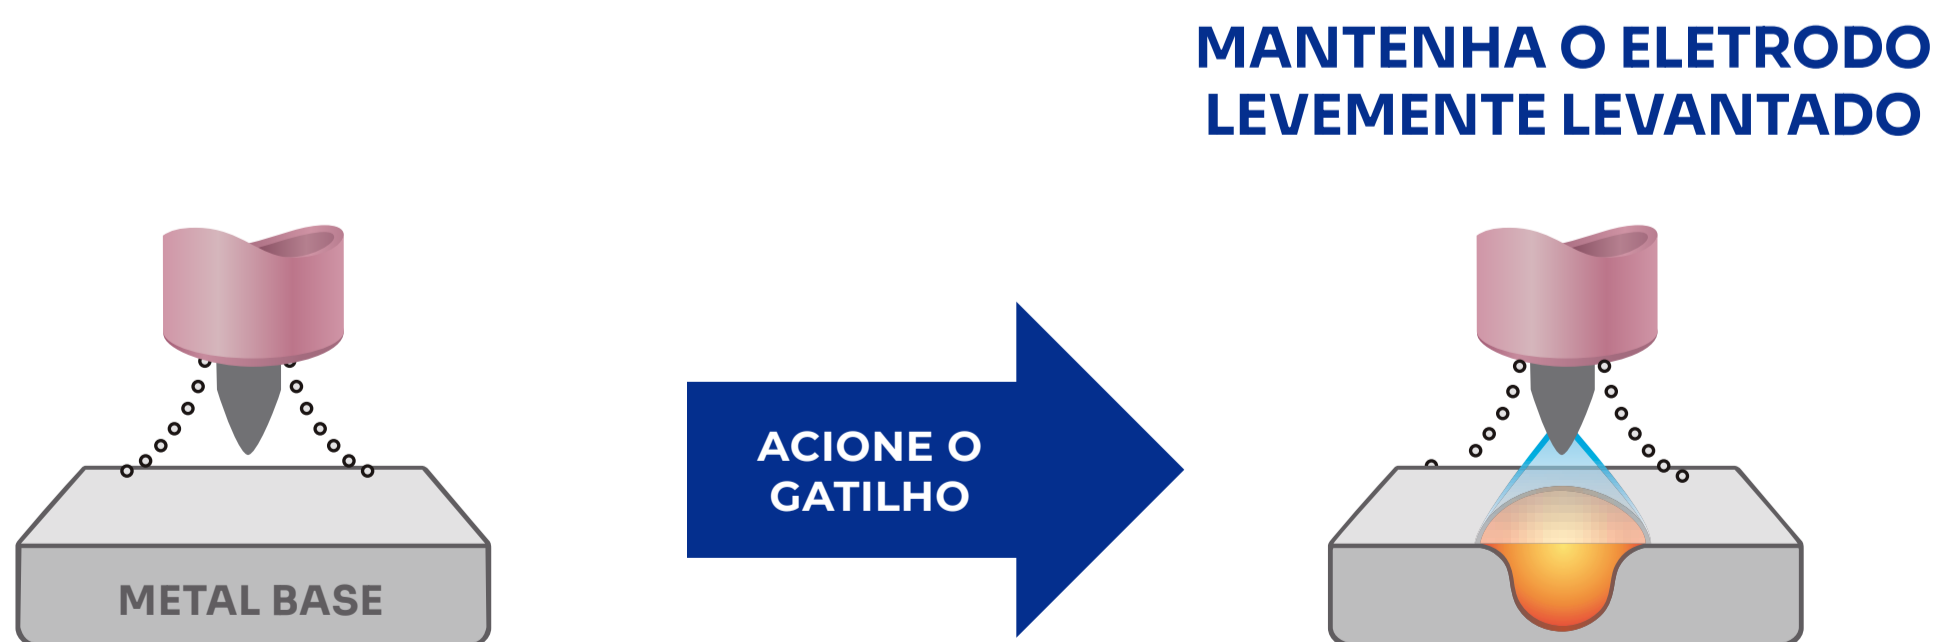 MANTENHA O ELETRODO
LEVEMENTE LEVANTADO
ACIONE O
GATILHO
METAL BASE